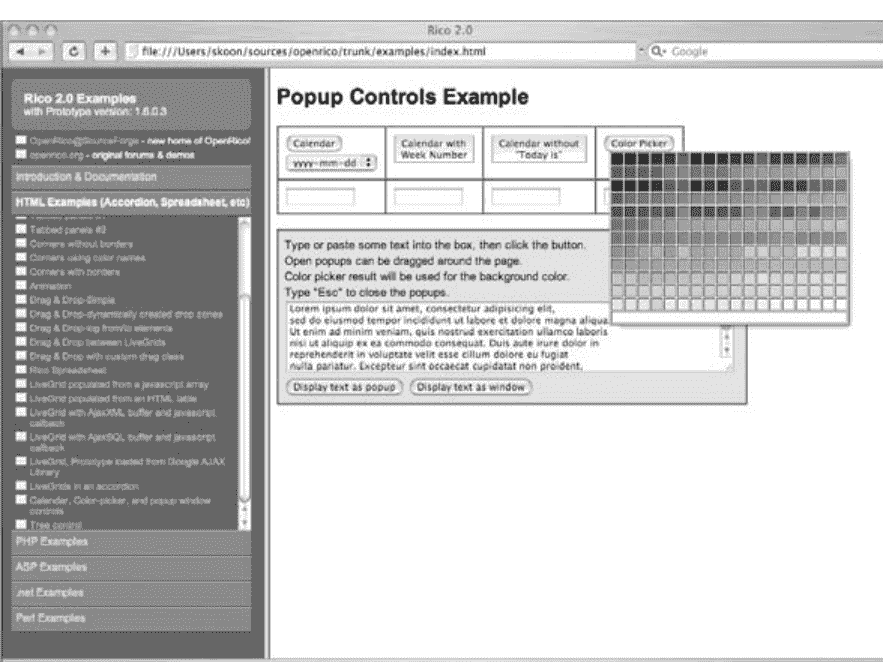 Rico 2.0
file:///Users/skoon/sources/openrico/trunk/examples/index.html
Google
Rico 2.0 Examples
with Prototype version: 1.6.0.3
OpenRico@SourceForge - new home of OpenRico!
openrico.org - original forums & demos
Introduction & Documentation
HTML Examples (Accordion, Spreadsheet, etc)
Tabbed panels #2
Corners without borders
Corners using color names
Corners with borders
Animation
Drag & Drop-Simple
Drag & Drop-dynamically created drop zones
Drag & Drop-log from/to elements
Drag & Drop between LiveGrids
Drag & Drop with custom drag class
Rico Spreadsheet
LiveGrid populated from a javascript array
LiveGrid populated from an HTML table
LiveGrid with AjaxXML buffer and javascript
callback
LiveGrid with AjaxSQL buffer and javascript
callback
LiveGrid, Prototype loaded from Google AJAX
Library
LiveGrids in an accordion
Calendar, Color-picker, and popup window
controls
Tree control
PHP Examples
ASP Examples
.net Examples
Perl Examples
Popup Controls Example
Calendar
yyyy-mm-dd
Calendar with
Week Number
Calendar without
"Today is"
Color Picker
Type or paste some text into the box, then click the button.
Open popups can be dragged around the page.
Color picker result will be used for the background color.
Type "Esc" to close the popups.
Lorem ipsum dolor sit amet, consectetur adipisicing elit,
sed do eiusmod tempor incididunt ut labore et dolore magna aliqua.
Ut enim ad minim veniam, quis nostrud exercitation ullamco laboris
nisi ut aliquip ex ea commodo consequat. Duis aute irure dolor in
reprehenderit in voluptate velit esse cillum dolore eu fugiat
nulla pariatur. Excepteur sint occaecat cupidatat non proident,
Display text as popup
Display text as window